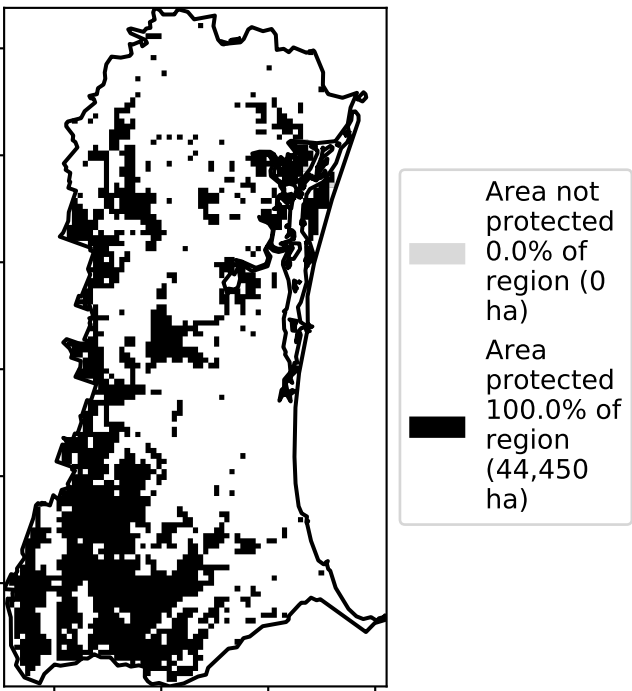 Area not
protected
0.0% of
region (0
ha)
Area
protected
100.0% of
region
(44,450
ha)